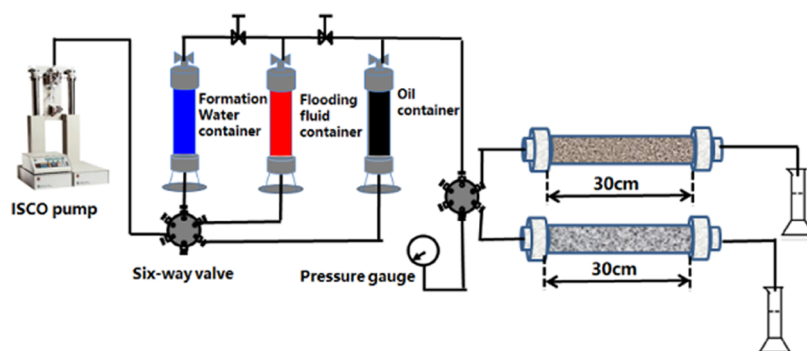 Formation
Water
container
Flooding
fluid
container
Oil
container
ISCO pump
Six-way valve
Pressure gauge
30cm
30cm